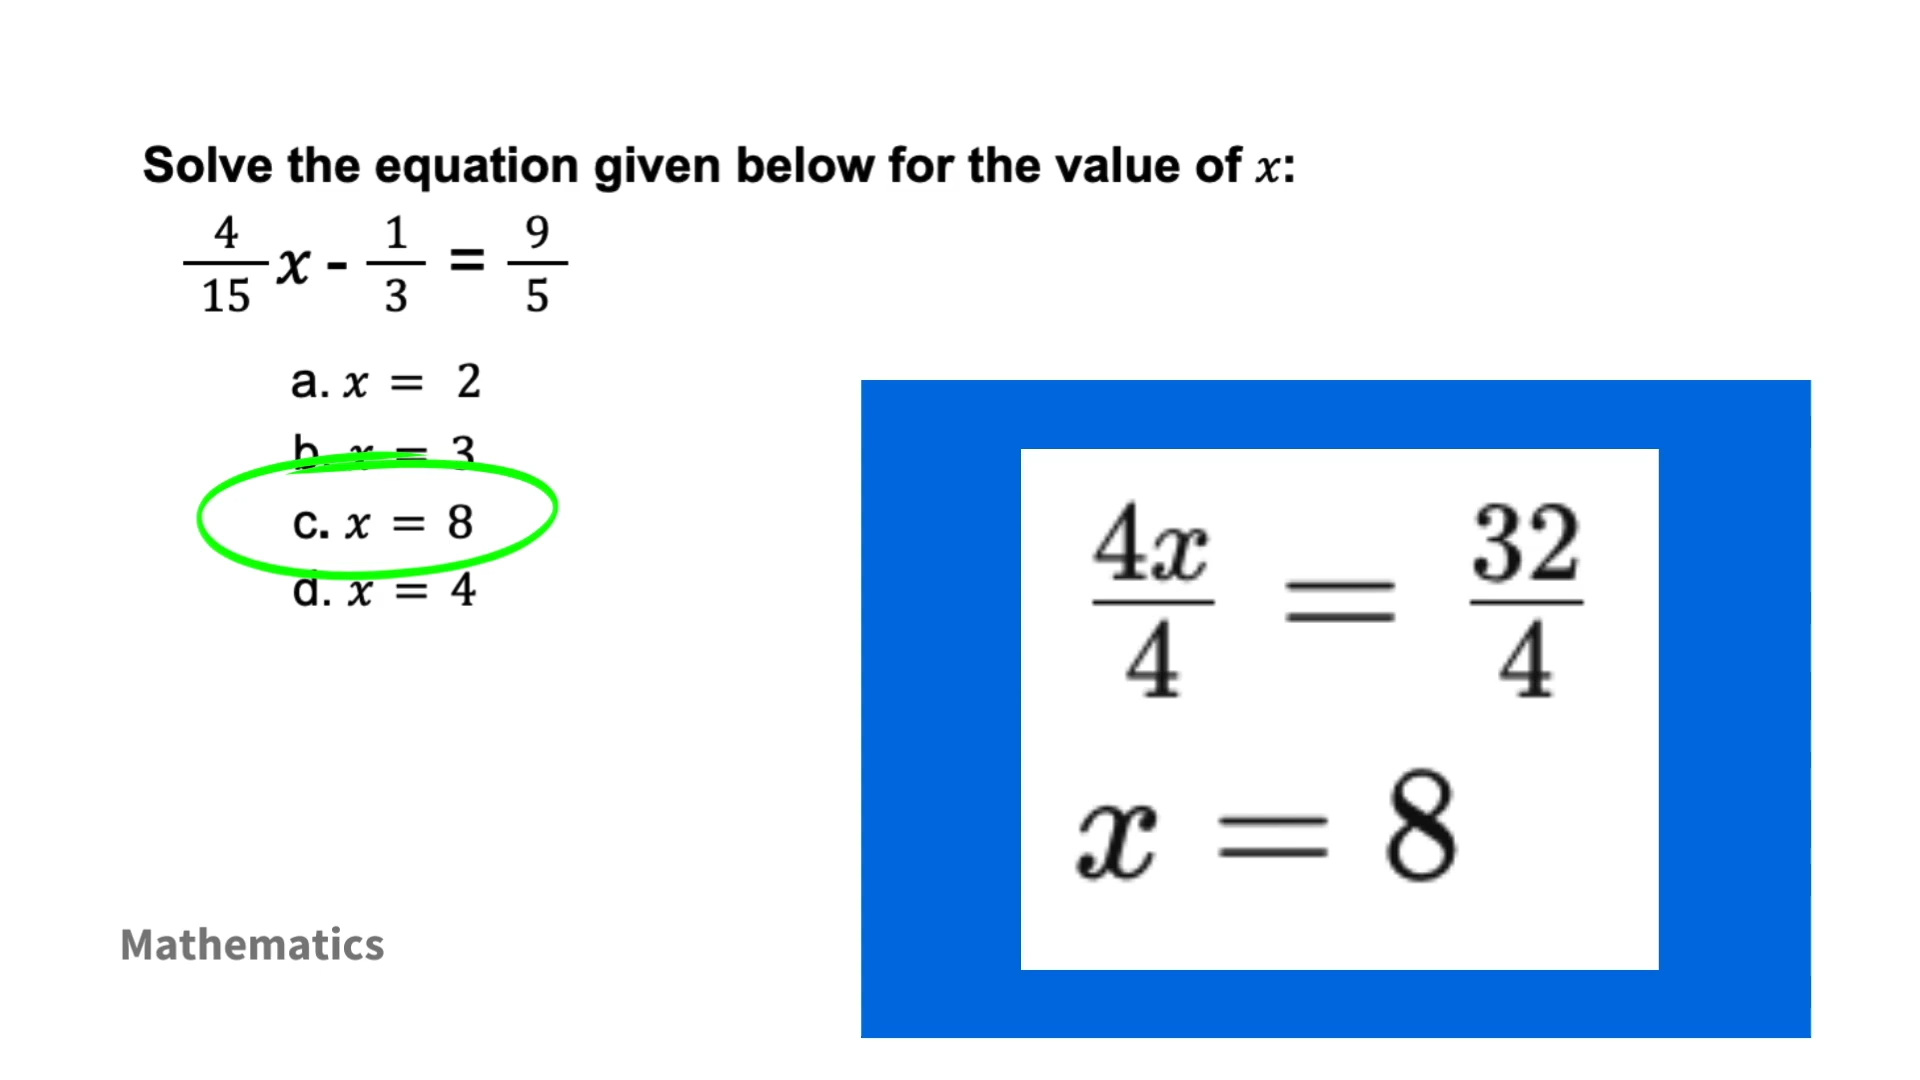 Solve the equation given below for the value of x:
4/15 x - 1/3 = 9/5
a. x = 2
b. x = 3
c. x = 8
d. x = 4
4x/4 = 32/4
x = 8
Mathematics